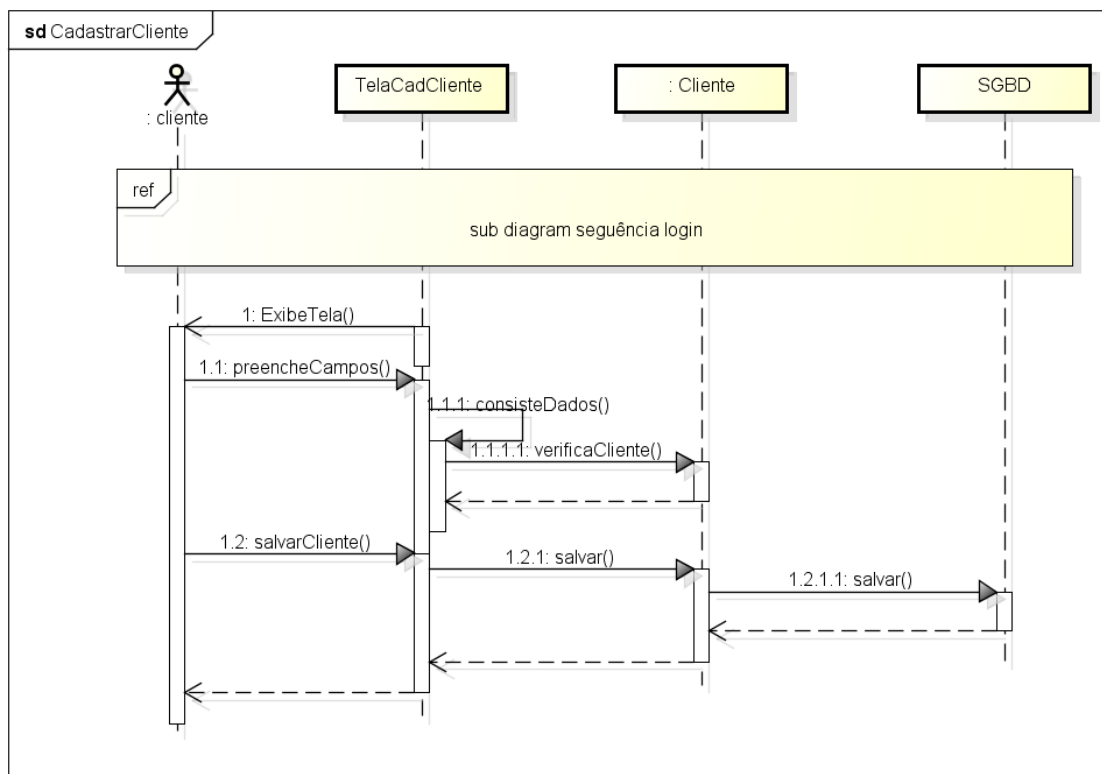 sd CadastrarCliente
: cliente
TelaCadCliente
: Cliente
SGBD
ref
sub diagram seguência login
1: ExibeTela()
1.1: preencheCampos()
1.1.1: consisteDados()
1.1.1.1: verificaCliente()
1.2: salvarCliente()
1.2.1: salvar()
1.2.1.1: salvar()